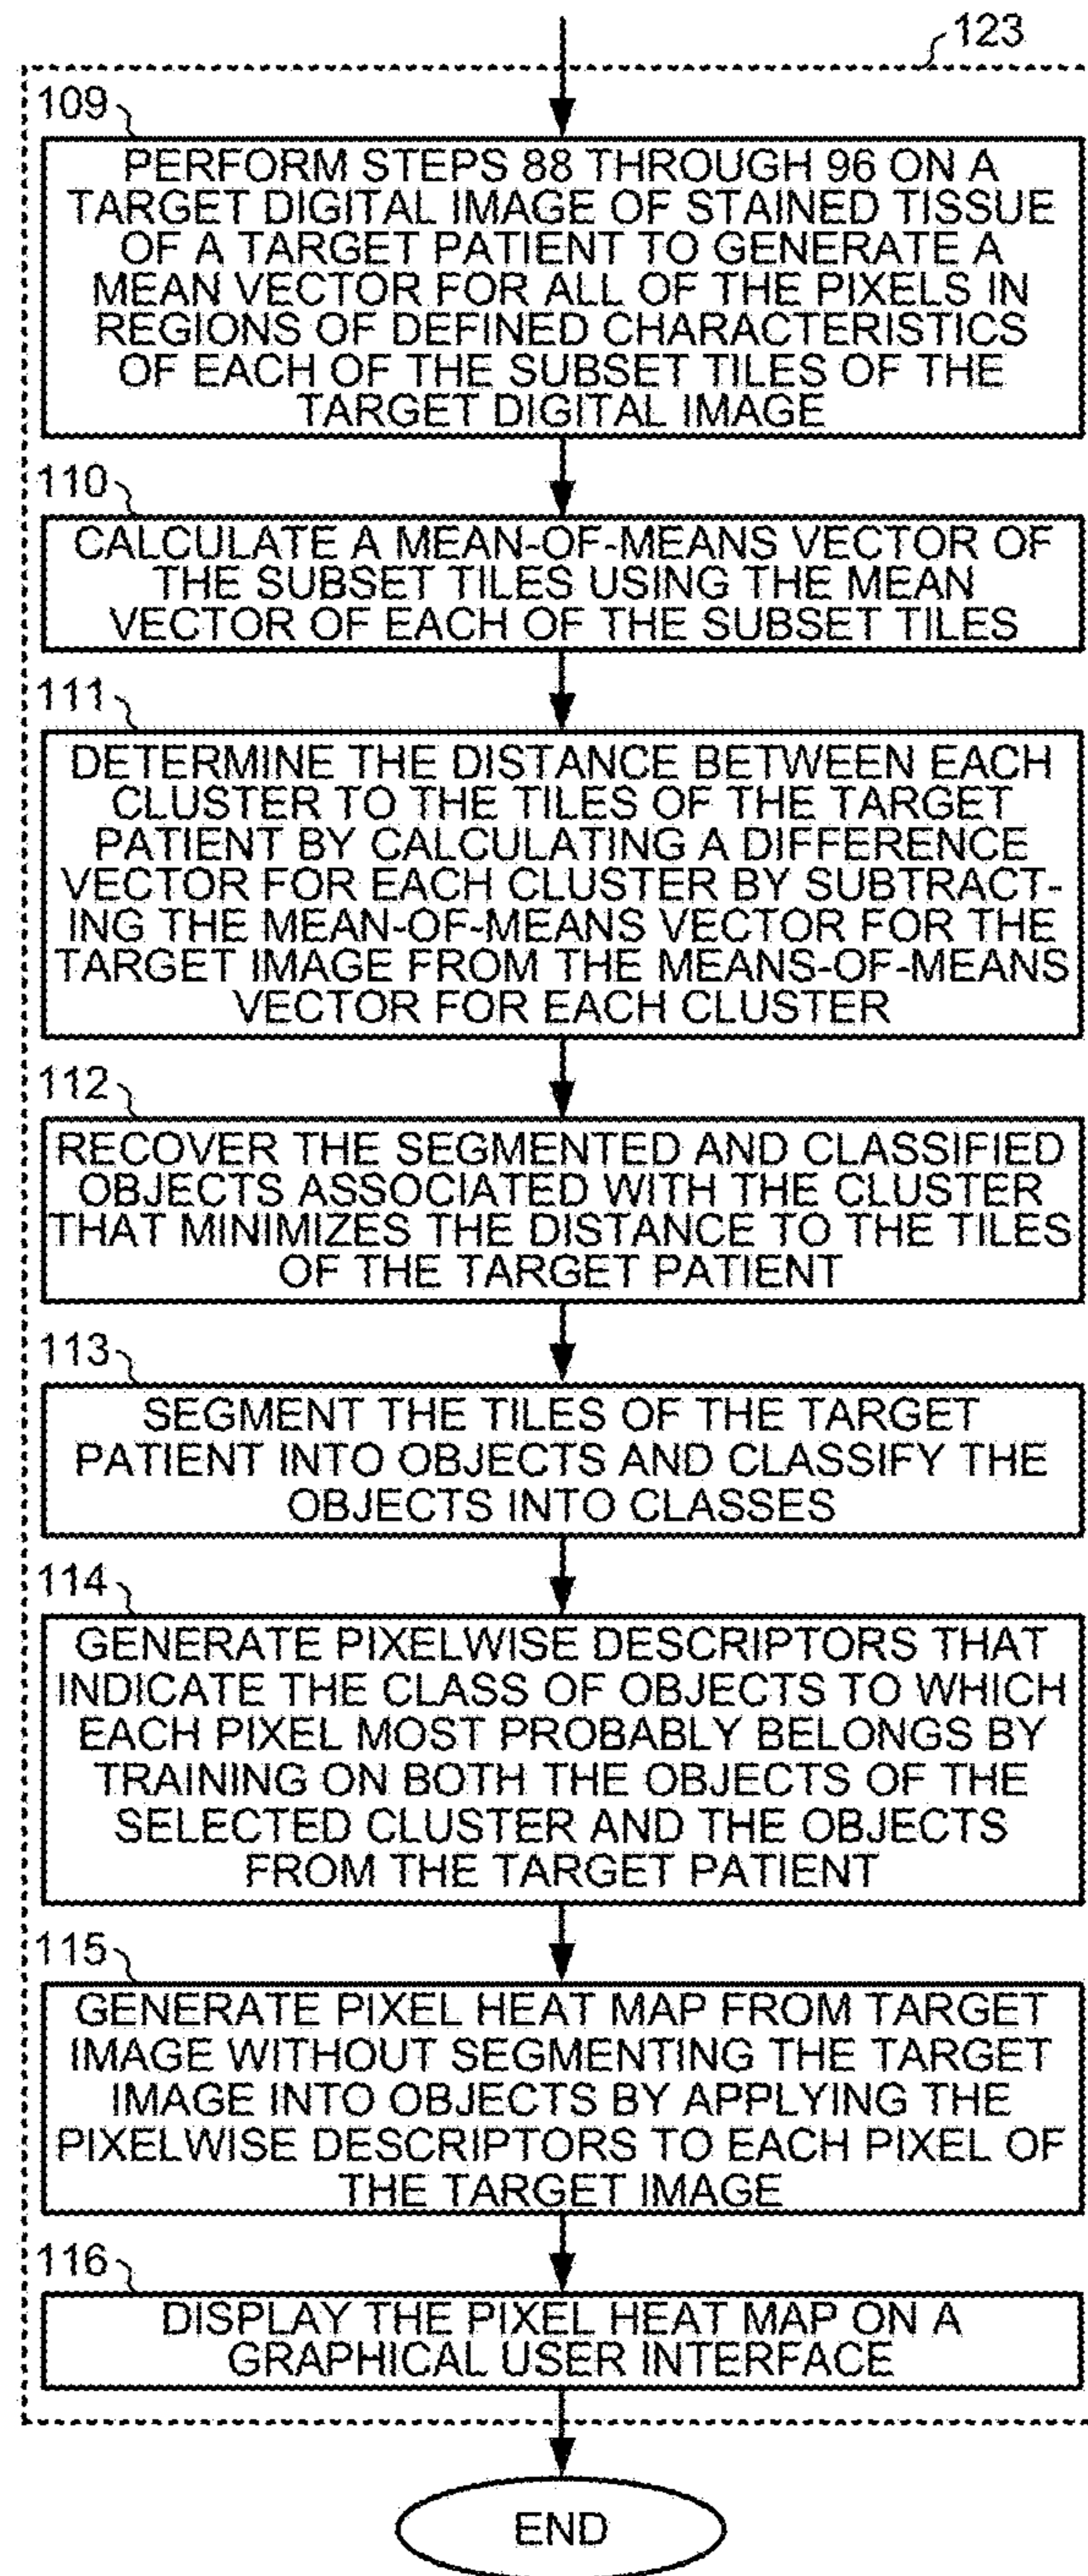 123
109
PERFORM STEPS 88 THROUGH 96 ON A
TARGET DIGITAL IMAGE OF STAINED TISSUE
OF A TARGET PATIENT TO GENERATE A
MEAN VECTOR FOR ALL OF THE PIXELS IN
REGIONS OF DEFINED CHARACTERISTICS
OF EACH OF THE SUBSET TILES OF THE
TARGET DIGITAL IMAGE
110
CALCULATE A MEAN-OF-MEANS VECTOR OF
THE SUBSET TILES USING THE MEAN
VECTOR OF EACH OF THE SUBSET TILES
111
DETERMINE THE DISTANCE BETWEEN EACH
CLUSTER TO THE TILES OF THE TARGET
PATIENT BY CALCULATING A DIFFERENCE
VECTOR FOR EACH CLUSTER BY SUBTRACT-
ING THE MEAN-OF-MEANS VECTOR FOR THE
TARGET IMAGE FROM THE MEANS-OF-MEANS
VECTOR FOR EACH CLUSTER
112
RECOVER THE SEGMENTED AND CLASSIFIED
OBJECTS ASSOCIATED WITH THE CLUSTER
THAT MINIMIZES THE DISTANCE TO THE TILES
OF THE TARGET PATIENT
113
SEGMENT THE TILES OF THE TARGET
PATIENT INTO OBJECTS AND CLASSIFY THE
OBJECTS INTO CLASSES
114
GENERATE PIXELWISE DESCRIPTORS THAT
INDICATE THE CLASS OF OBJECTS TO WHICH
EACH PIXEL MOST PROBABLY BELONGS BY
TRAINING ON BOTH THE OBJECTS OF THE
SELECTED CLUSTER AND THE OBJECTS
FROM THE TARGET PATIENT
115
GENERATE PIXEL HEAT MAP FROM TARGET
IMAGE WITHOUT SEGMENTING THE TARGET
IMAGE INTO OBJECTS BY APPLYING THE
PIXELWISE DESCRIPTORS TO EACH PIXEL OF
THE TARGET IMAGE
116
DISPLAY THE PIXEL HEAT MAP ON A
GRAPHICAL USER INTERFACE
END